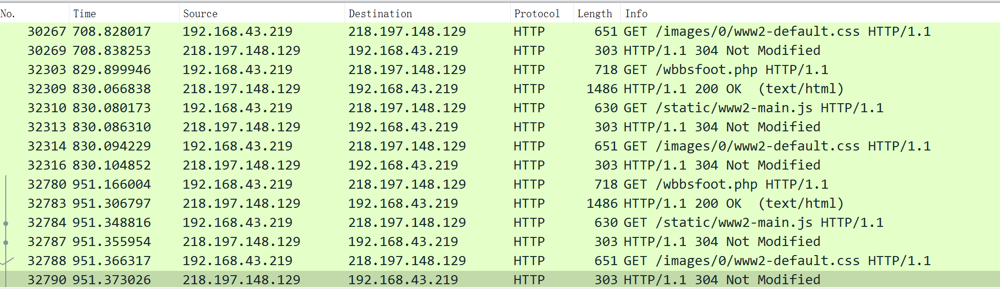 No. Time Source Destination Protocol Length Info
30267 708.828017 192.168.43.219 218.197.148.129 HTTP 651 GET /images/0/www2-default.css HTTP/1.1
30269 708.838253 218.197.148.129 192.168.43.219 HTTP 303 HTTP/1.1 304 Not Modified
32303 829.899946 192.168.43.219 218.197.148.129 HTTP 718 GET /wbbsfoot.php HTTP/1.1
32309 830.066838 218.197.148.129 192.168.43.219 HTTP 1486 HTTP/1.1 200 OK (text/html)
32310 830.080173 192.168.43.219 218.197.148.129 HTTP 630 GET /static/www2-main.js HTTP/1.1
32313 830.086310 218.197.148.129 192.168.43.219 HTTP 303 HTTP/1.1 304 Not Modified
32314 830.094229 192.168.43.219 218.197.148.129 HTTP 651 GET /images/0/www2-default.css HTTP/1.1
32316 830.104852 218.197.148.129 192.168.43.219 HTTP 303 HTTP/1.1 304 Not Modified
32780 951.166004 192.168.43.219 218.197.148.129 HTTP 718 GET /wbbsfoot.php HTTP/1.1
32783 951.306797 218.197.148.129 192.168.43.219 HTTP 1486 HTTP/1.1 200 OK (text/html)
32784 951.348816 192.168.43.219 218.197.148.129 HTTP 630 GET /static/www2-main.js HTTP/1.1
32787 951.355954 218.197.148.129 192.168.43.219 HTTP 303 HTTP/1.1 304 Not Modified
32788 951.366317 192.168.43.219 218.197.148.129 HTTP 651 GET /images/0/www2-default.css HTTP/1.1
32790 951.373026 218.197.148.129 192.168.43.219 HTTP 303 HTTP/1.1 304 Not Modified